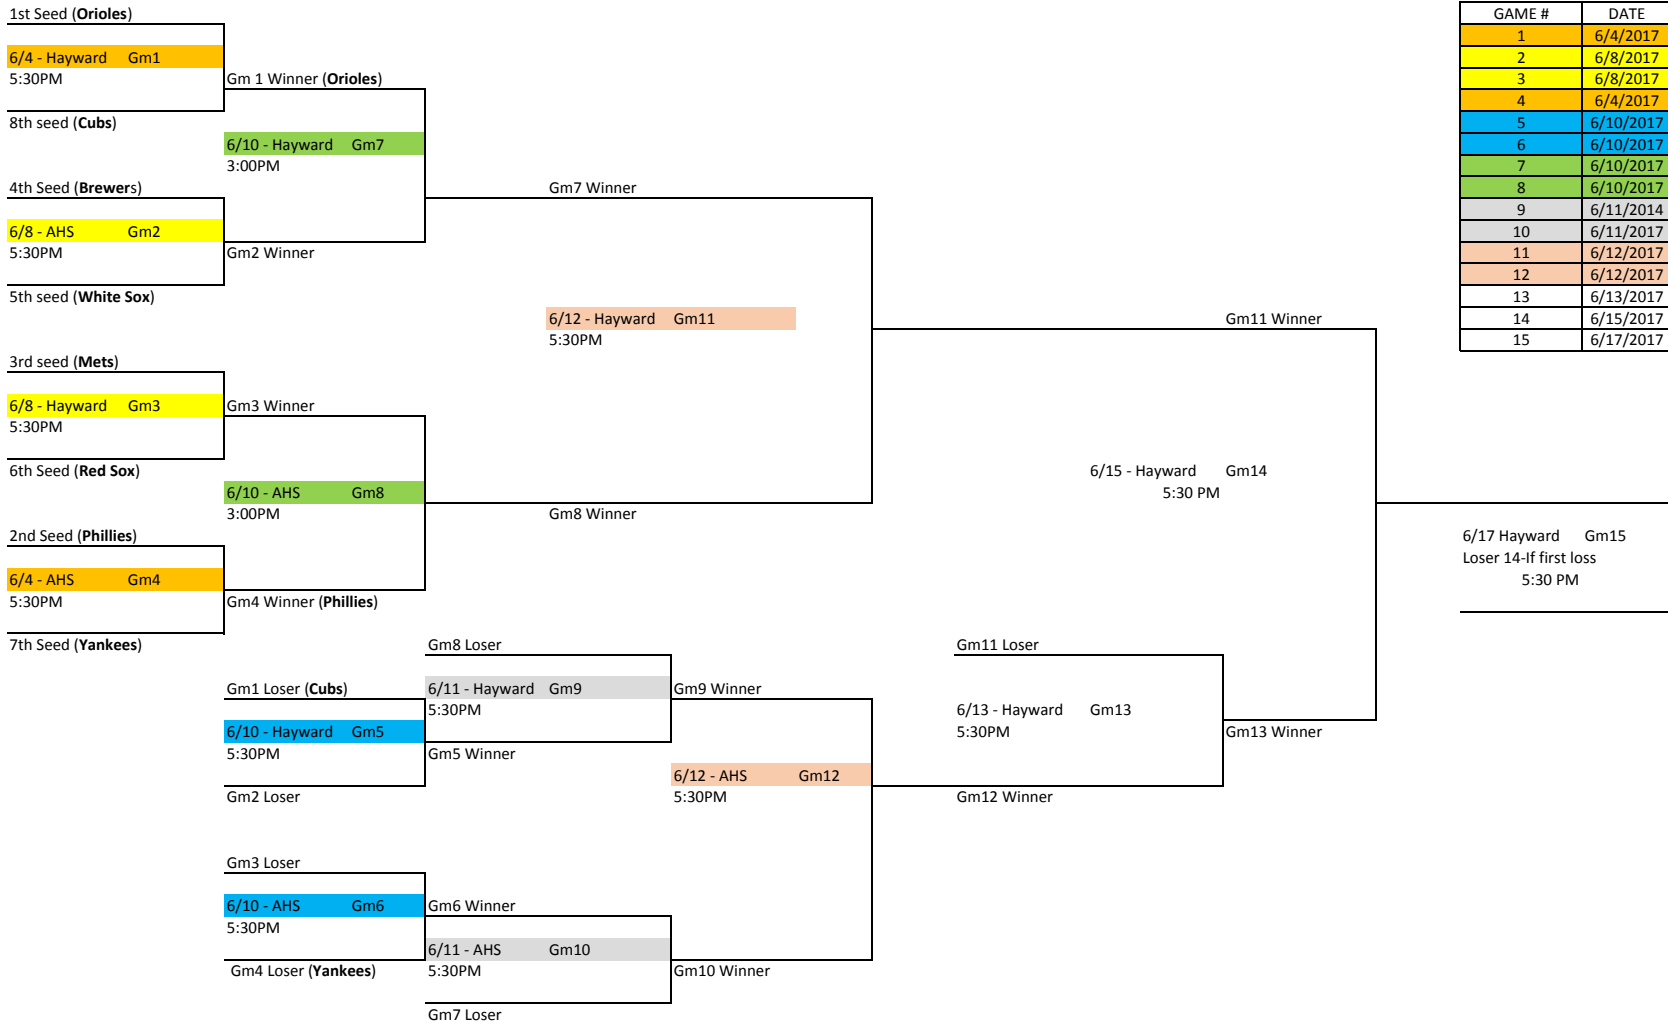 1st Seed (Orioles)
GAME # DATE
1 6/4/2017
6/4 - Hayward Gm1
2 6/8/2017
5:30PM
Gm 1 Winner (Orioles)
3 6/8/2017
4 6/4/2017
8th seed (Cubs)
5 6/10/2017
6/10 - Hayward Gm7
6 6/10/2017
3:00PM
7 6/10/2017
4th Seed (Brewers)
Gm7 Winner
8 6/10/2017
9 6/11/2014
6/8 - AHS Gm2
10 6/11/2017
5:30PM
Gm2 Winner
11 6/12/2017
12 6/12/2017
5th seed (White Sox)
13 6/13/2017
6/12 - Hayward Gm11
Gm11 Winner
14 6/15/2017
5:30PM
15 6/17/2017
3rd seed (Mets)
6/8 - Hayward Gm3
Gm3 Winner
5:30PM
6th Seed (Red Sox)
6/15 - Hayward Gm14
6/10 - AHS Gm8
5:30 PM
3:00PM
Gm8 Winner
2nd Seed (Phillies)
6/17 Hayward Gm15
Loser 14-If first loss
6/4 - AHS Gm4
5:30 PM
5:30PM
Gm4 Winner (Phillies)
7th Seed (Yankees)
Gm8 Loser
Gm11 Loser
Gm1 Loser (Cubs)
6/11 - Hayward Gm9
Gm9 Winner
5:30PM
6/13 - Hayward Gm13
6/10 - Hayward Gm5
5:30PM
Gm13 Winner
5:30PM
Gm5 Winner
6/12 - AHS Gm12
Gm2 Loser
5:30PM
Gm12 Winner
Gm3 Loser
6/10 - AHS Gm6
Gm6 Winner
5:30PM
6/11 - AHS Gm10
Gm4 Loser (Yankees)
5:30PM
Gm10 Winner
Gm7 Loser